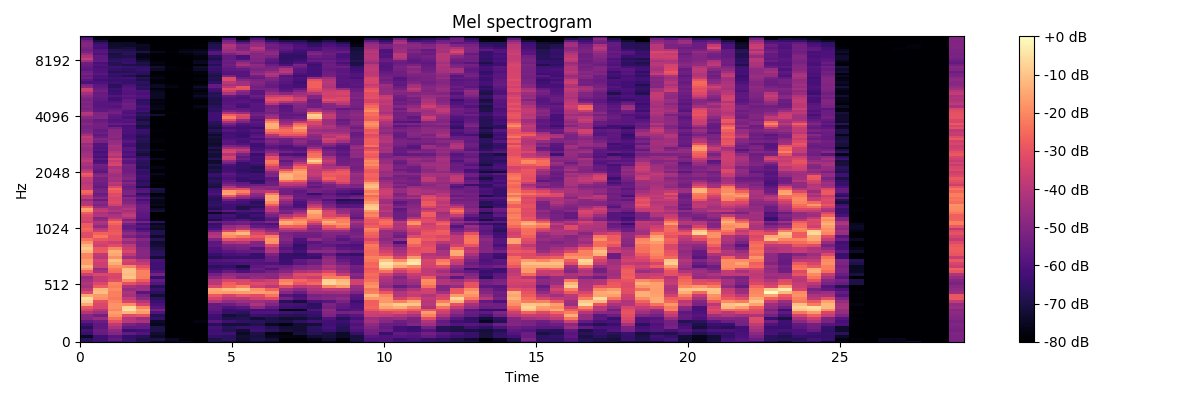 Mel spectrogram
8192
4096
2048
1024
512
0
Hz
0 5 10 15 20 25
Time
+0 dB
-10 dB
-20 dB
-30 dB
-40 dB
-50 dB
-60 dB
-70 dB
-80 dB